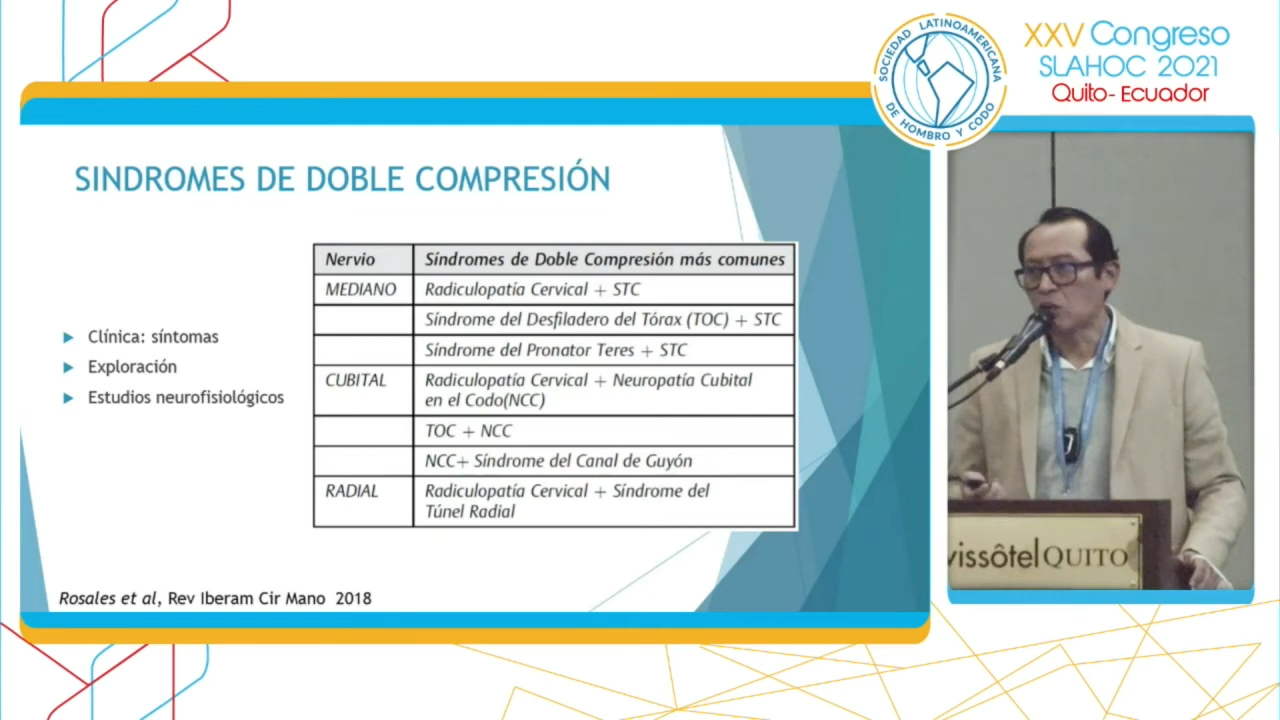 SOCIEDAD LATINOAMERICANA
DE HOMBRO Y CODO
XXV Congreso
SLAHOC 2021
Quito- Ecuador
SINDROMES DE DOBLE COMPRESIÓN
Clínica: síntomas
Exploración
Estudios neurofisiológicos
Nervio Síndromes de Doble Compresión más comunes
MEDIANO Radiculopatía Cervical + STC
Síndrome del Desfiladero del Tórax (TOC) + STC
Síndrome del Pronator Teres + STC
CUBITAL Radiculopatía Cervical + Neuropatía Cubital
en el Codo(NCC)
TOC + NCC
NCC+ Síndrome del Canal de Guyón
RADIAL Radiculopatía Cervical + Síndrome del
Túnel Radial
Rosales et al, Rev Iberam Cir Mano 2018
vissôtel QUITO